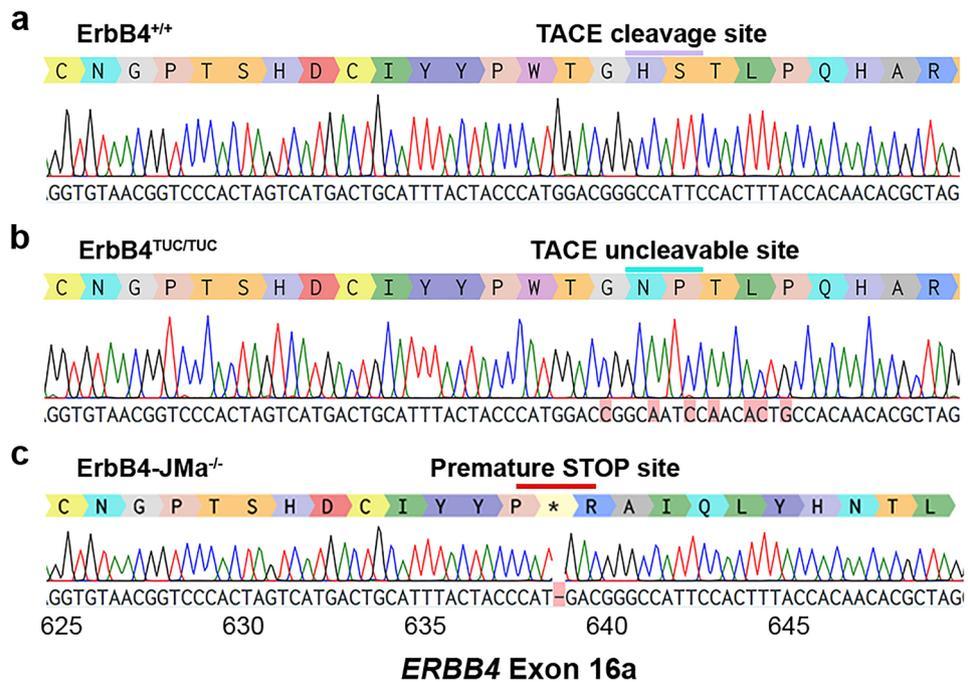 a
ErbB4+/+
TACE cleavage site
C N G P T S H D C I Y Y P W T G H S T L P Q H A R
GGTGTAACGGTCCCACTAGTCATGACTGCATTTACTACCCATGGACGGGCCATTCCACTTTACCACAACACGCTAG
b
ErbB4TUC/TUC
TACE uncleavable site
C N G P T S H D C I Y Y P W T G N P T L P Q H A R
GGTGTAACGGTCCCACTAGTCATGACTGCATTTACTACCCATGGACCGGCAATCCAACACTGCCACAACACGCTAG
c
ErbB4-JMa-/-
Premature STOP site
C N G P T S H D C I Y Y P * R A I Q L Y H N T L
GGTGTAACGGTCCCACTAGTCATGACTGCATTTACTACCCAT-GACGGGCCATTCCACTTTACCACAACACGCTAG
625 630 635 640 645
ERBB4 Exon 16a